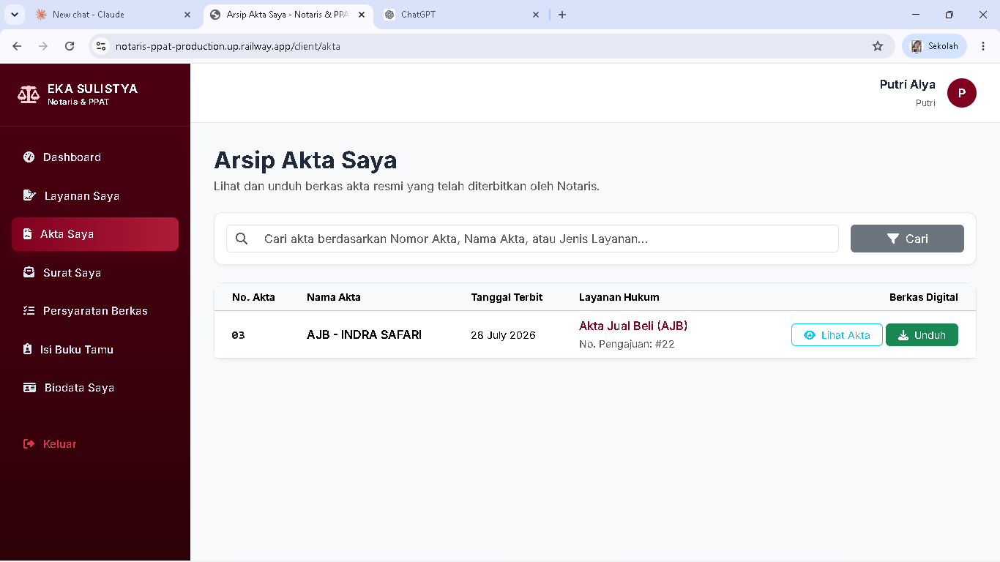 New chat - Claude
Arsip Akta Saya - Notaris & PPA
ChatGPT
notaris-ppat-production.up.railway.app/client/akta
Sekolah
EKA SULISTYA
Notaris & PPAT
Putri Alya
Putri
P
Dashboard
Layanan Saya
Akta Saya
Surat Saya
Persyaratan Berkas
Isi Buku Tamu
Biodata Saya
Keluar
Arsip Akta Saya
Lihat dan unduh berkas akta resmi yang telah diterbitkan oleh Notaris.
Cari akta berdasarkan Nomor Akta, Nama Akta, atau Jenis Layanan...
Cari
No. Akta Nama Akta Tanggal Terbit Layanan Hukum Berkas Digital
03 AJB - INDRA SAFARI 28 July 2026 Akta Jual Beli (AJB) Lihat Akta Unduh
No. Pengajuan: #22